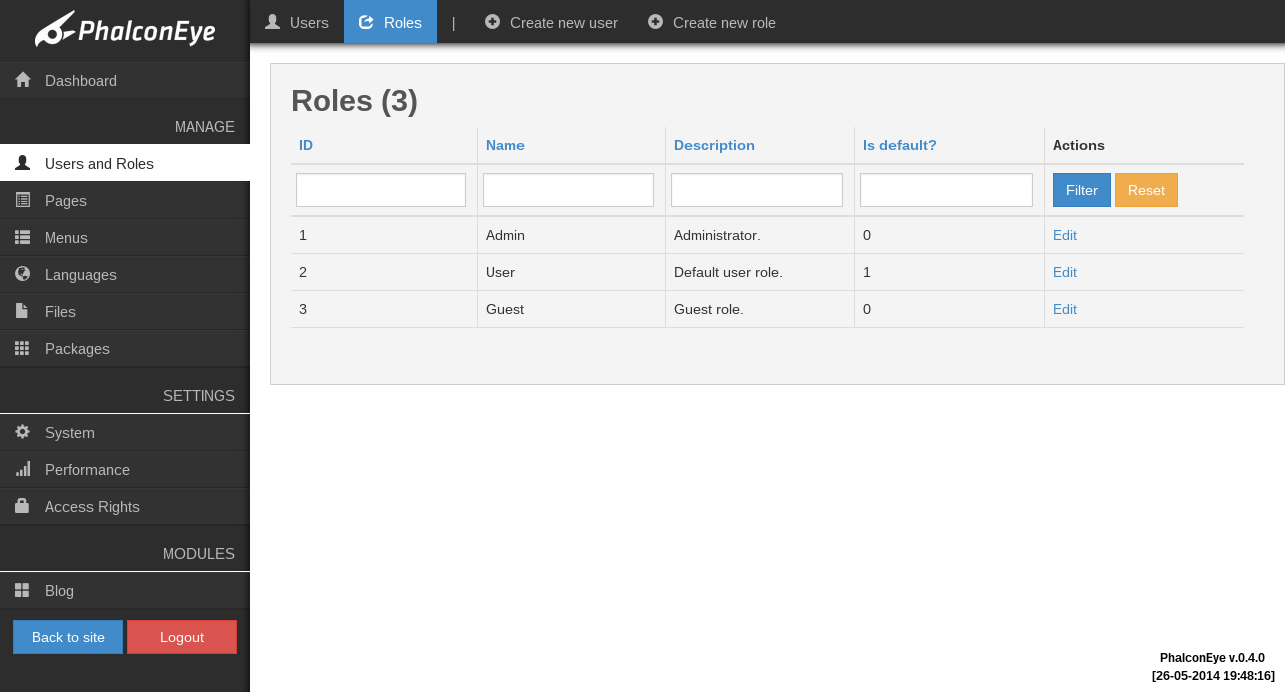 PhalconEye
Users Roles | Create new user Create new role
Dashboard
MANAGE
Users and Roles
Pages
Menus
Languages
Files
Packages
SETTINGS
System
Performance
Access Rights
MODULES
Blog
Back to site Logout
Roles (3)
ID Name Description Is default? Actions
Filter Reset
1 Admin Administrator. 0 Edit
2 User Default user role. 1 Edit
3 Guest Guest role. 0 Edit
PhalconEye v.0.4.0
[26-05-2014 19:48:16]